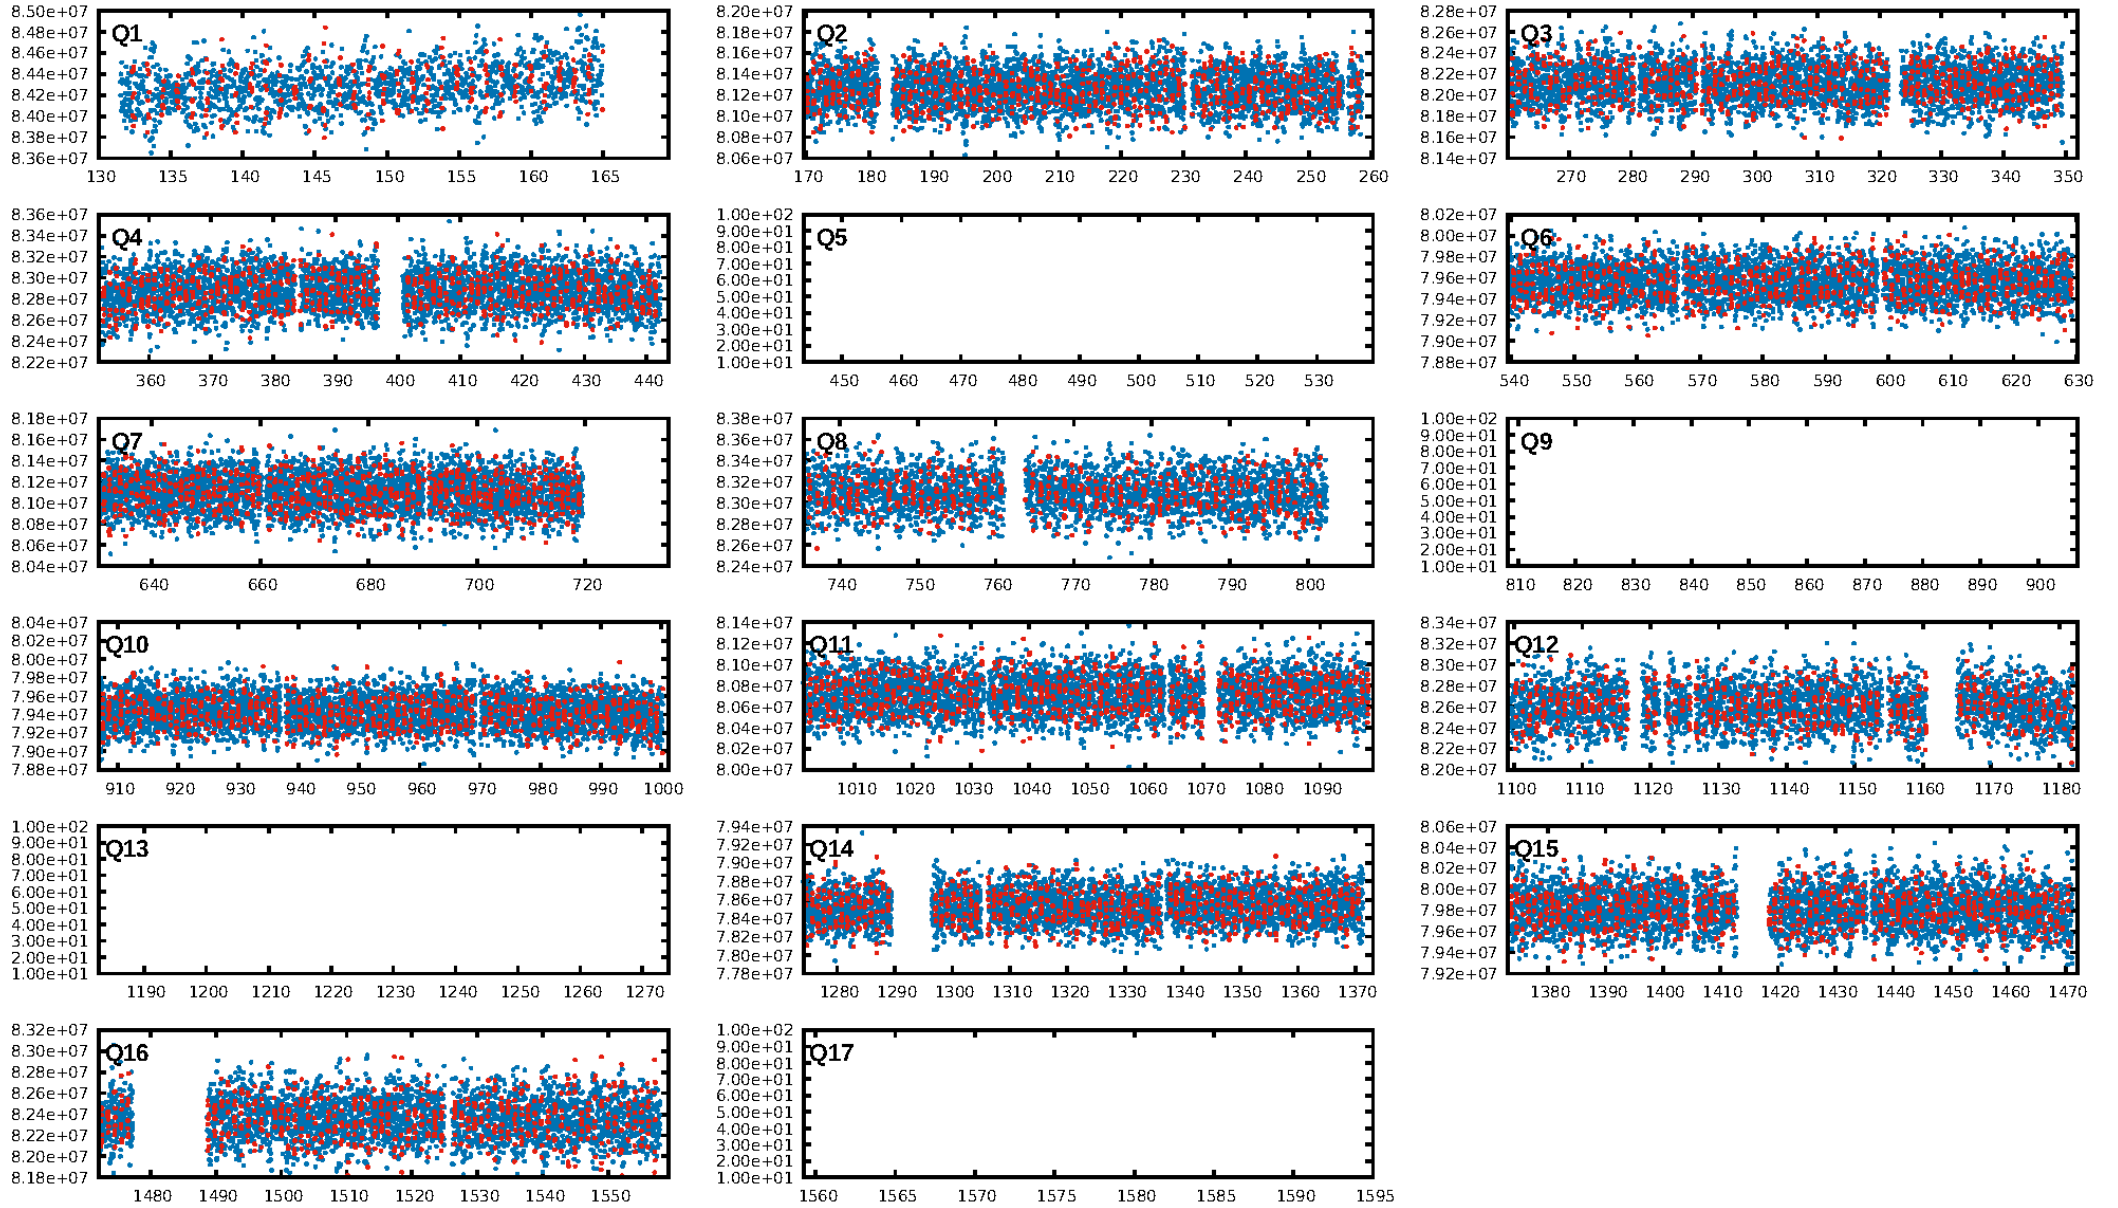 8.50e+07 8.48e+07 8.46e+07 8.44e+07 8.42e+07 8.40e+07 8.38e+07 8.36e+07
Q1
130 135 140 145 150 155 160 165
8.20e+07 8.18e+07 8.16e+07 8.14e+07 8.12e+07 8.10e+07 8.08e+07 8.06e+07
Q2
170 180 190 200 210 220 230 240 250 260
8.28e+07 8.26e+07 8.24e+07 8.22e+07 8.20e+07 8.18e+07 8.16e+07 8.14e+07
Q3
270 280 290 300 310 320 330 340 350
8.36e+07 8.34e+07 8.32e+07 8.30e+07 8.28e+07 8.26e+07 8.24e+07 8.22e+07
Q4
360 370 380 390 400 410 420 430 440
1.00e+02 9.00e+01 8.00e+01 7.00e+01 6.00e+01 5.00e+01 4.00e+01 3.00e+01 2.00e+01 1.00e+01
Q5
450 460 470 480 490 500 510 520 530
8.02e+07 8.00e+07 7.98e+07 7.96e+07 7.94e+07 7.92e+07 7.90e+07 7.88e+07
Q6
540 550 560 570 580 590 600 610 620 630
8.18e+07 8.16e+07 8.14e+07 8.12e+07 8.10e+07 8.08e+07 8.06e+07 8.04e+07
Q7
640 660 680 700 720
8.38e+07 8.36e+07 8.34e+07 8.32e+07 8.30e+07 8.28e+07 8.26e+07 8.24e+07
Q8
740 750 760 770 780 790 800
1.00e+02 9.00e+01 8.00e+01 7.00e+01 6.00e+01 5.00e+01 4.00e+01 3.00e+01 2.00e+01 1.00e+01
Q9
810 820 830 840 850 860 870 880 890 900
8.04e+07 8.02e+07 8.00e+07 7.98e+07 7.96e+07 7.94e+07 7.92e+07 7.90e+07 7.88e+07
Q10
910 920 930 940 950 960 970 980 990 1000
8.14e+07 8.12e+07 8.10e+07 8.08e+07 8.06e+07 8.04e+07 8.02e+07 8.00e+07
Q11
1010 1020 1030 1040 1050 1060 1070 1080 1090
8.34e+07 8.32e+07 8.30e+07 8.28e+07 8.26e+07 8.24e+07 8.22e+07 8.20e+07
Q12
1100 1110 1120 1130 1140 1150 1160 1170 1180
1.00e+02 9.00e+01 8.00e+01 7.00e+01 6.00e+01 5.00e+01 4.00e+01 3.00e+01 2.00e+01 1.00e+01
Q13
1190 1200 1210 1220 1230 1240 1250 1260 1270
7.94e+07 7.92e+07 7.90e+07 7.88e+07 7.86e+07 7.84e+07 7.82e+07 7.80e+07 7.78e+07
Q14
1280 1290 1300 1310 1320 1330 1340 1350 1360 1370
8.06e+07 8.04e+07 8.02e+07 8.00e+07 7.98e+07 7.96e+07 7.94e+07 7.92e+07
Q15
1380 1390 1400 1410 1420 1430 1440 1450 1460 1470
8.32e+07 8.30e+07 8.28e+07 8.26e+07 8.24e+07 8.22e+07 8.20e+07 8.18e+07
Q16
1480 1490 1500 1510 1520 1530 1540 1550
1.00e+02 9.00e+01 8.00e+01 7.00e+01 6.00e+01 5.00e+01 4.00e+01 3.00e+01 2.00e+01 1.00e+01
Q17
1560 1565 1570 1575 1580 1585 1590 1595